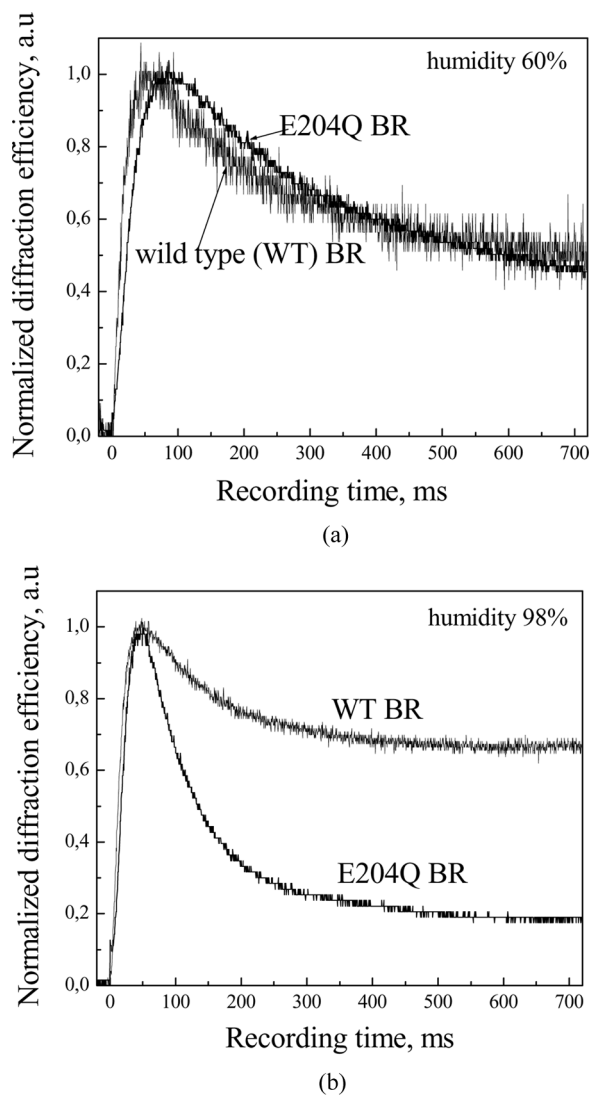 Normalized diffraction efficiency, a.u
humidity 60%
1,0
E204Q BR
0,8
0,6
wild type (WT) BR
0,4
0,2
0,0
0 100 200 300 400 500 600 700
Recording time, ms
(a)
Normalized diffraction efficiency, a.u
humidity 98%
1,0
0,8
WT BR
0,6
0,4
E204Q BR
0,2
0,0
0 100 200 300 400 500 600 700
Recording time, ms
(b)